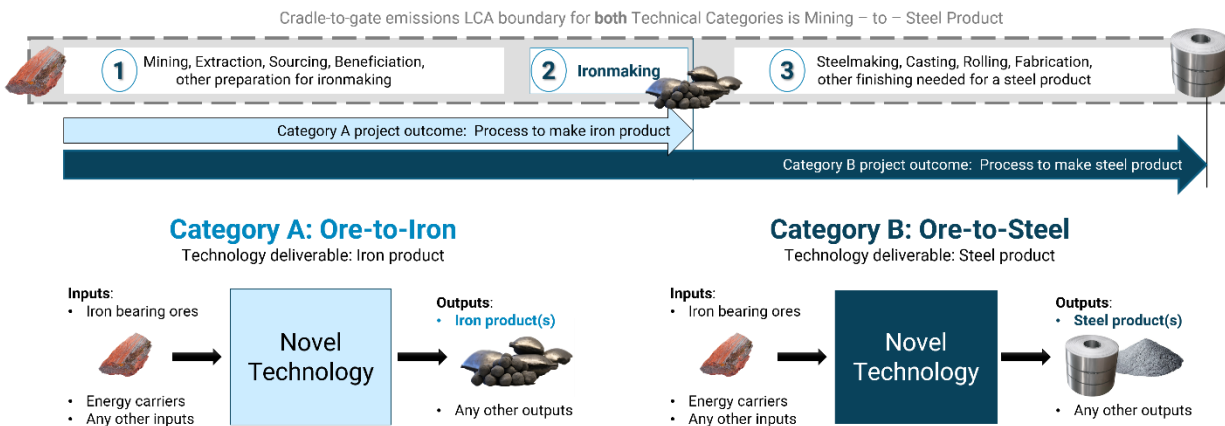 Cradle-to-gate emissions LCA boundary for both Technical Categories is Mining – to – Steel Product
1
Mining, Extraction, Sourcing, Beneficiation,
other preparation for ironmaking
2
Ironmaking
3
Steelmaking, Casting, Rolling, Fabrication,
other finishing needed for a steel product
Category A project outcome: Process to make iron product
Category B project outcome: Process to make steel product
Category A: Ore-to-Iron
Technology deliverable: Iron product
Inputs:
• Iron bearing ores
• Energy carriers
• Any other inputs
Novel
Technology
Outputs:
• Iron product(s)
• Any other outputs
Category B: Ore-to-Steel
Technology deliverable: Steel product
Inputs:
• Iron bearing ores
• Energy carriers
• Any other inputs
Novel
Technology
Outputs:
• Steel product(s)
• Any other outputs